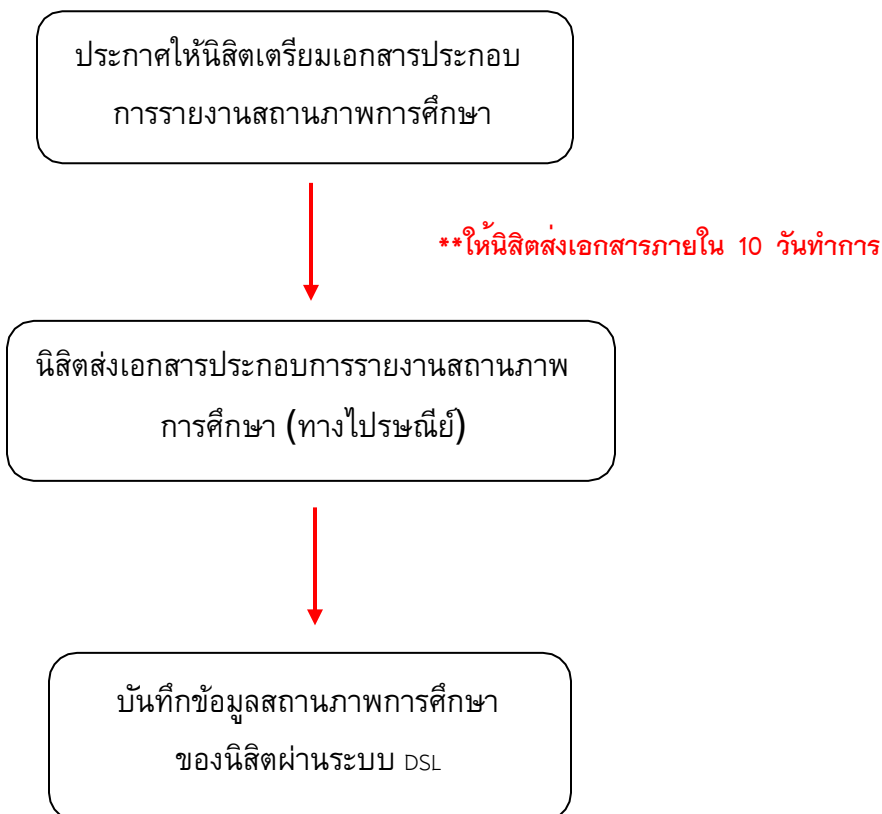 ประกาศให้นิสิตเตรียมเอกสารประกอบ
การรายงานสถานภาพการศึกษา
**ให้นิสิตส่งเอกสารภายใน 10 วันทำการ
นิสิตส่งเอกสารประกอบการรายงานสถานภาพ
การศึกษา (ทางไปรษณีย์)
บันทึกข้อมูลสถานภาพการศึกษา
ของนิสิตผ่านระบบ DSL